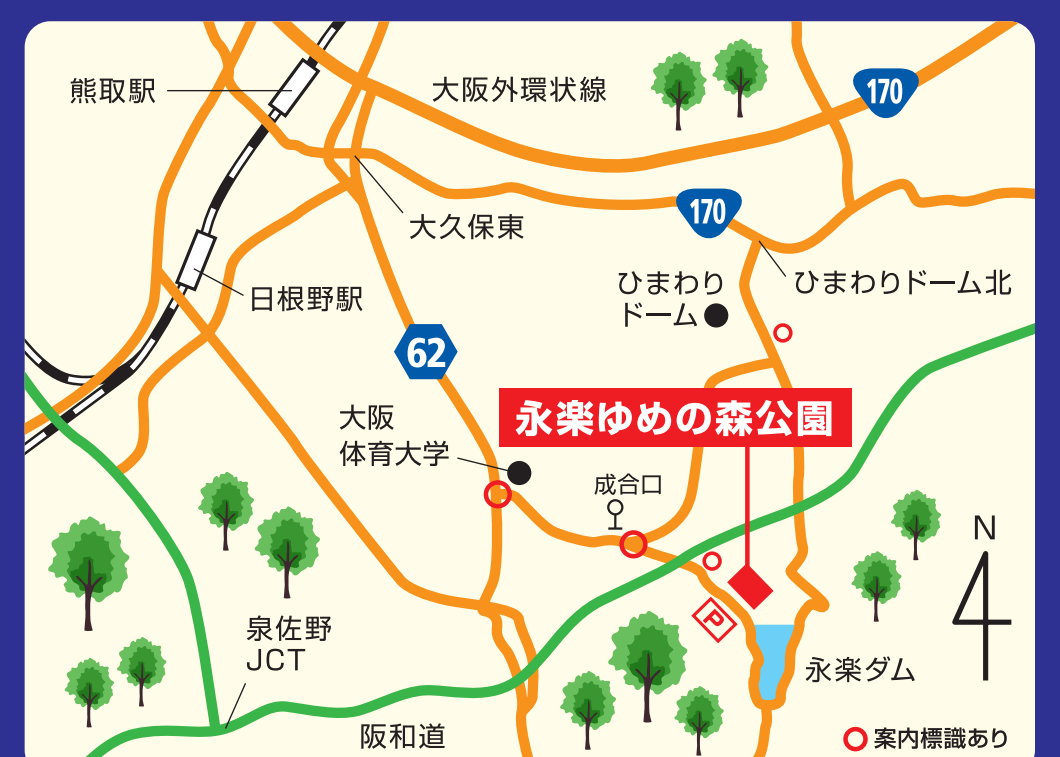 熊取駅
大阪外環状線
170
170
大久保東
ひまわり
ドーム
ひまわりドーム北
日根野駅
62
永楽ゆめの森公園
大阪
体育大学
成合口
N
P
泉佐野
JCT
永楽ダム
阪和道
案内標識あり